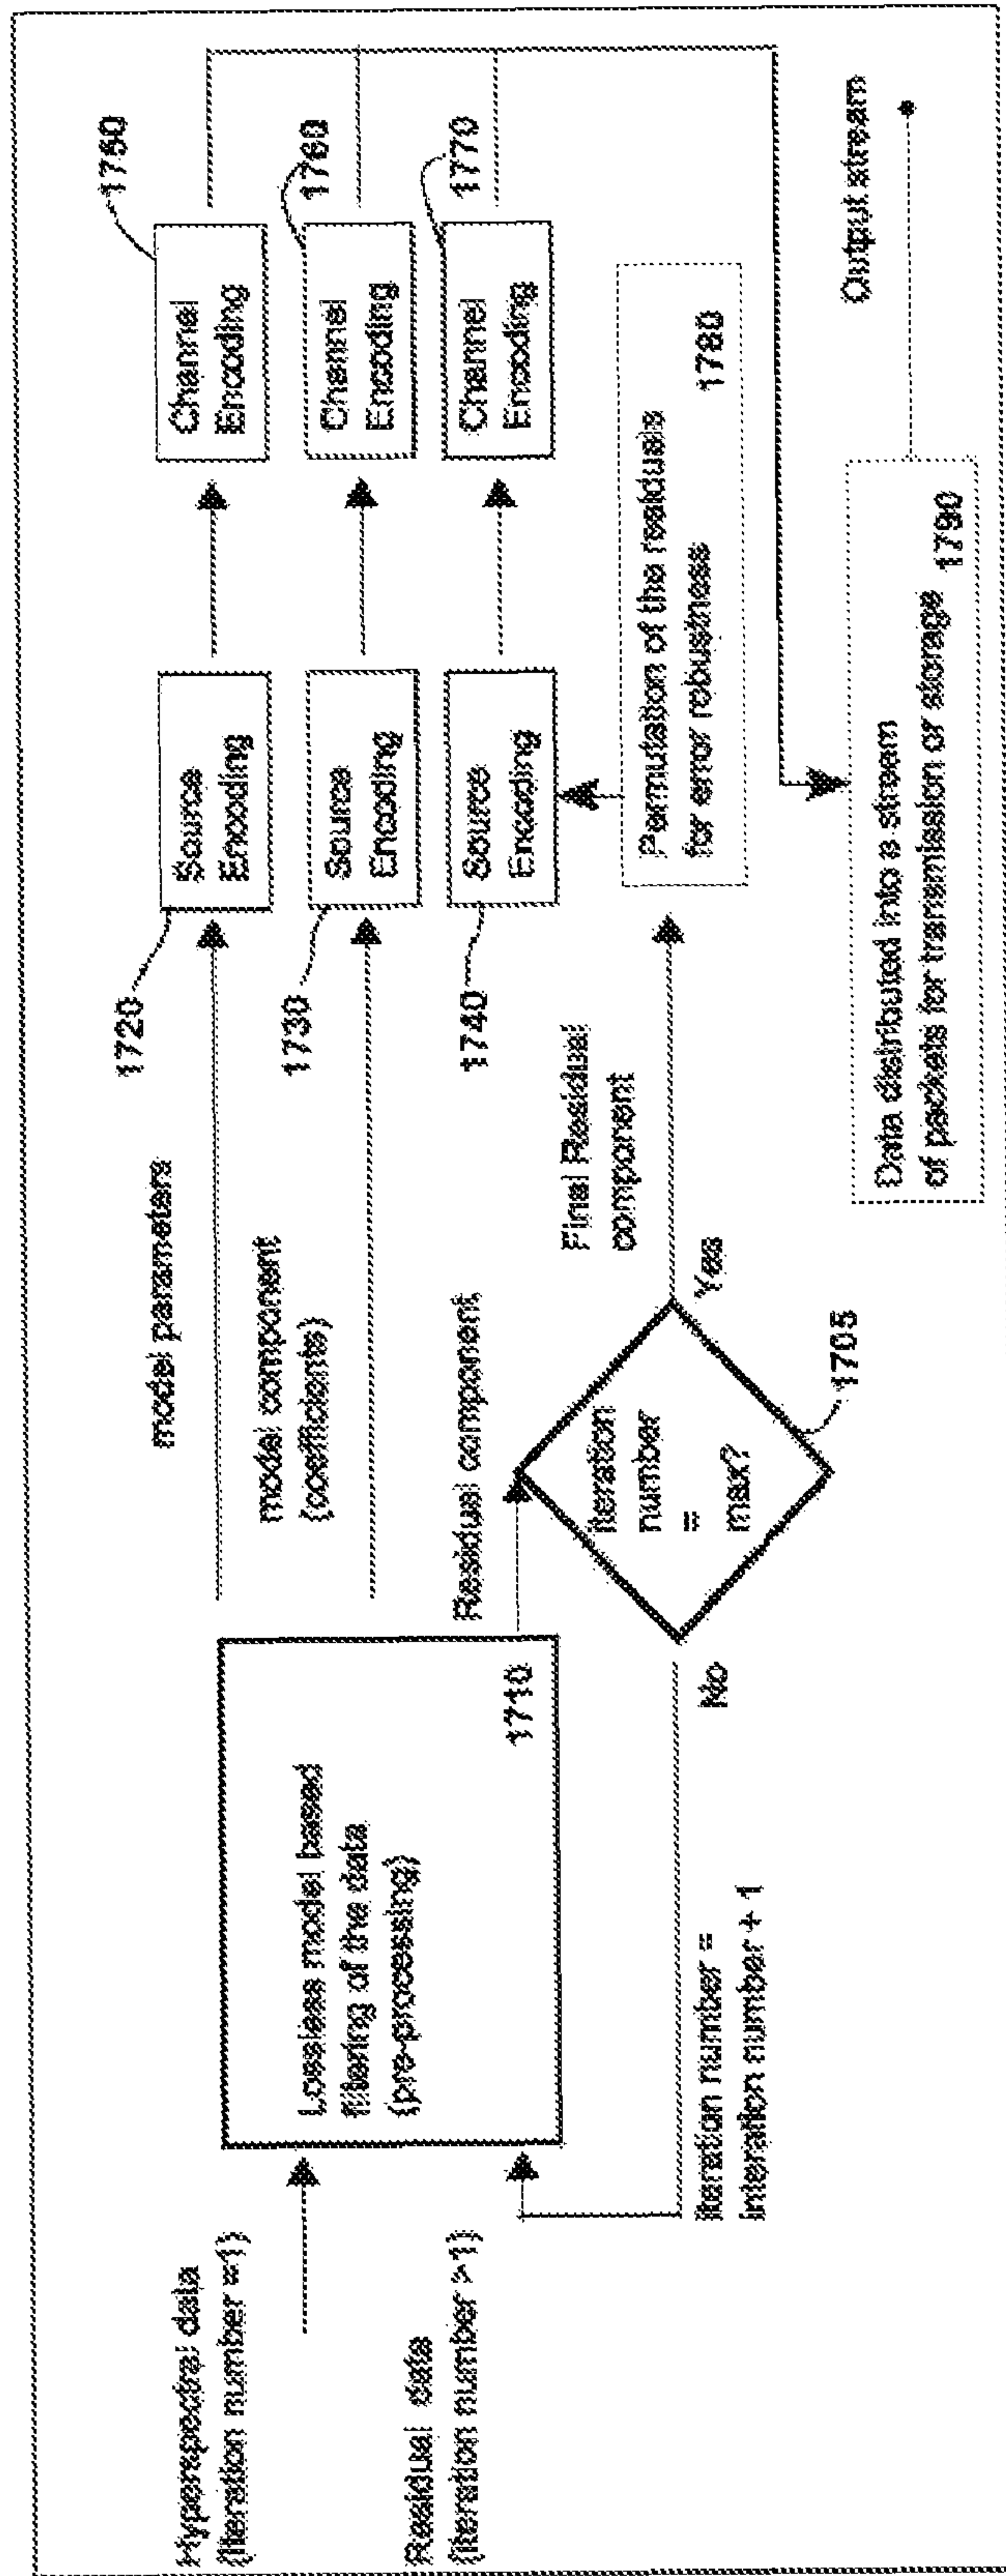 Hyperspectral data
(iteration number =1)
Residual data
(iteration number >1)
Lossless model based
filtering of the data
(pre-processing)
1710
iteration number =
interation number + 1
No
iteration
number
=
max?
1705
Yes
Residual component
Final Residual
component
model parameters
model component
(coefficients)
1720
Source
Encoding
1730
Source
Encoding
1740
Source
Encoding
Channel
Encoding
1750
Channel
Encoding
1760
Channel
Encoding
1770
Permutation of the residuals
for error robustness
1780
Data distributed into a stream
of packets for transmission or storage
1790
Output stream